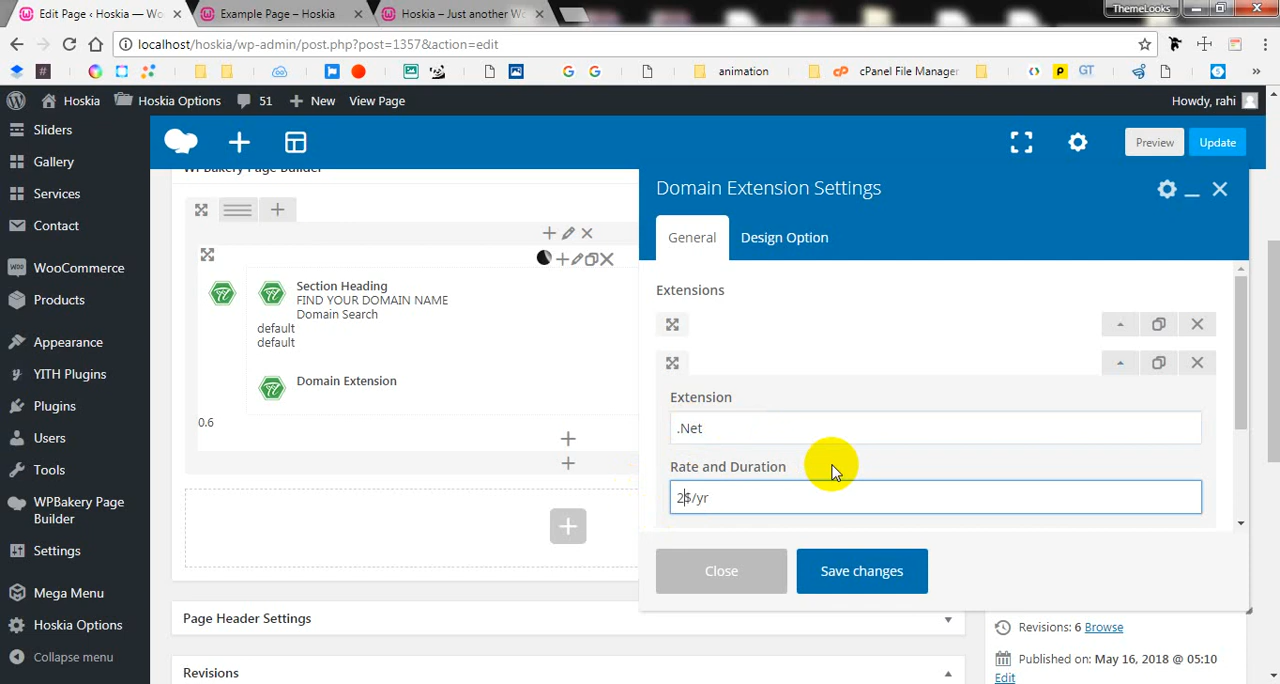 Edit Page ‹ Hoskia — Wo
Example Page – Hoskia
Hoskia – Just another Wo
ThemeLooks
localhost/hoskia/wp-admin/post.php?post=1357&action=edit
animation
cPanel File Manager
GT
Hoskia
Hoskia Options
51
New
View Page
Howdy, rahi
Sliders
Gallery
Services
Contact
WooCommerce
Products
Appearance
YITH Plugins
Plugins
Users
Tools
WPBakery Page
Builder
Settings
Mega Menu
Hoskia Options
Collapse menu
Preview
Update
WPBakery Page Builder
Section Heading
FIND YOUR DOMAIN NAME
Domain Search
default
default
Domain Extension
0.6
Domain Extension Settings
General
Design Option
Extensions
Extension
.Net
Rate and Duration
2$/yr
Close
Save changes
Page Header Settings
Revisions
Revisions: 6 Browse
Published on: May 16, 2018 @ 05:10
Edit